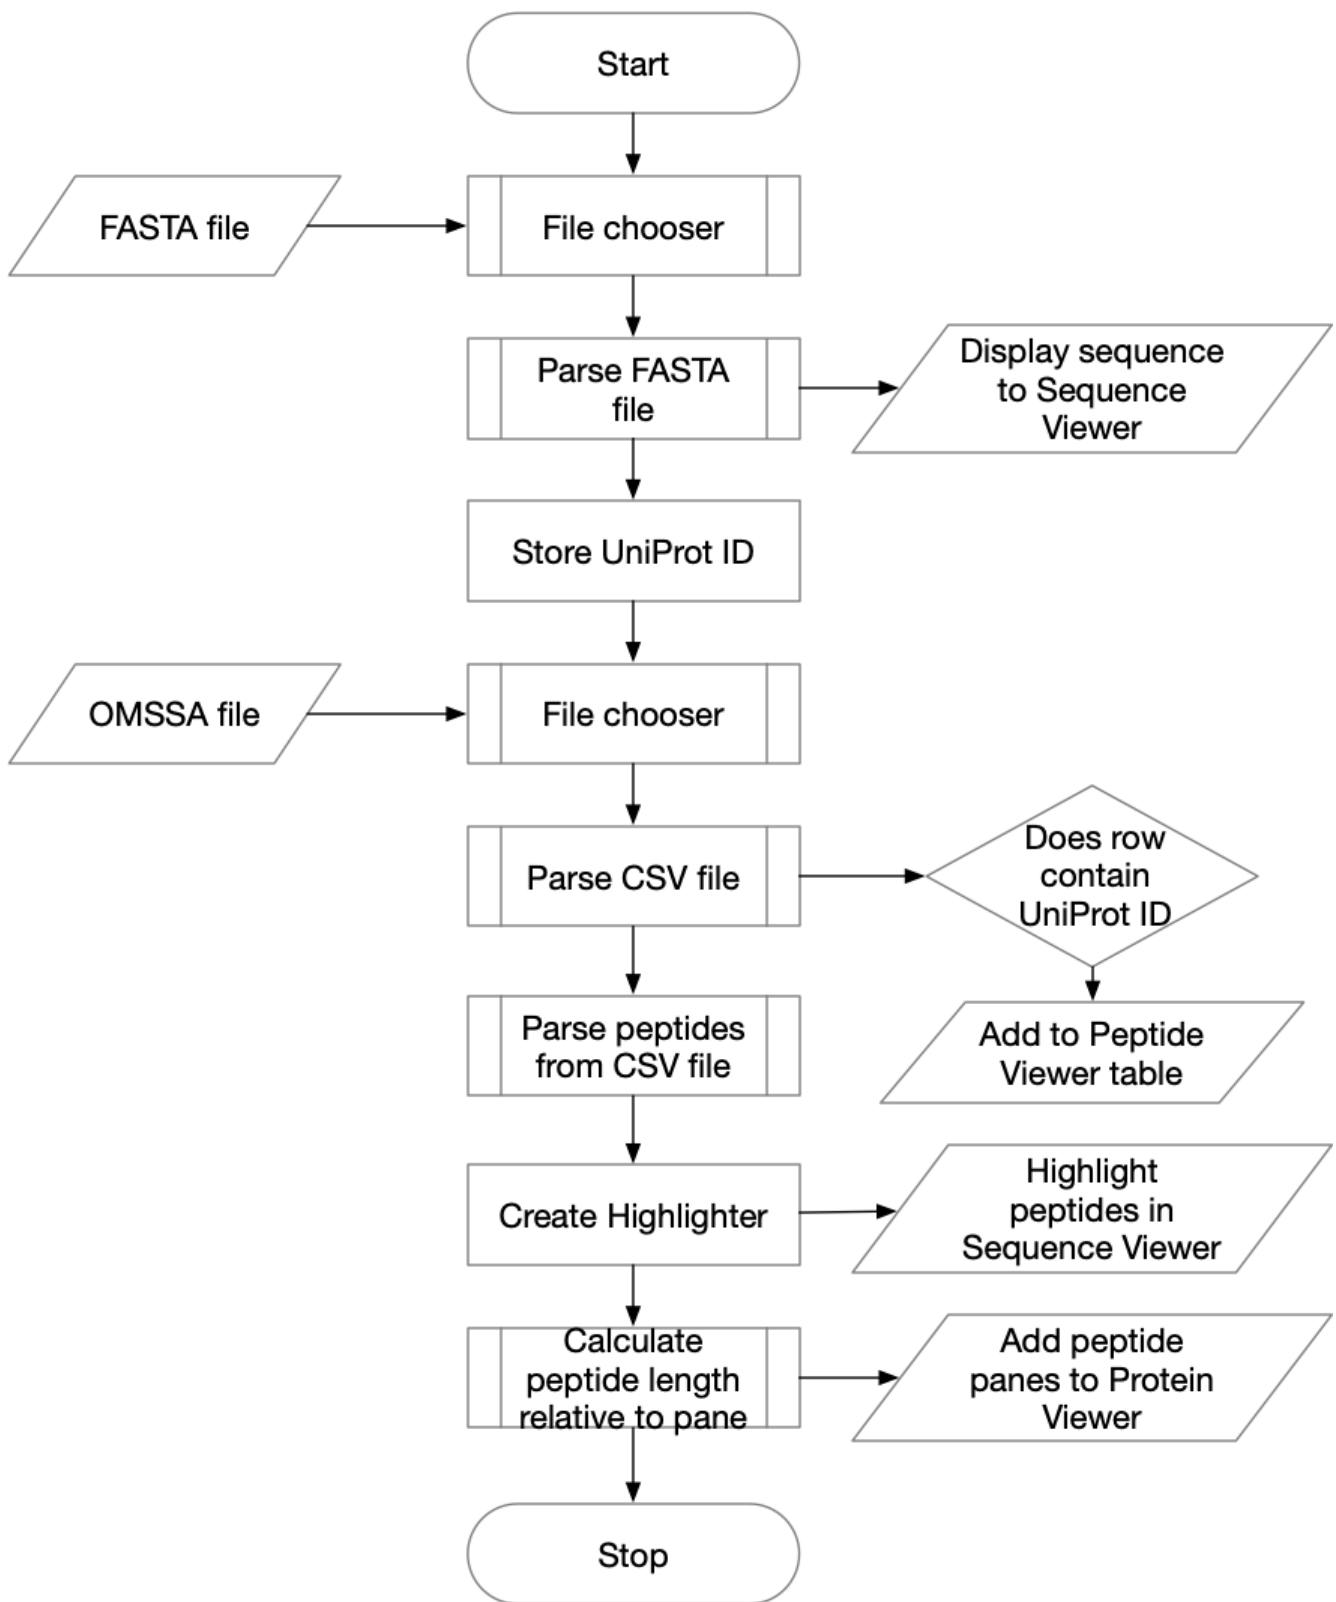 Start
FASTA file
File chooser
Parse FASTA
file
Display sequence
to Sequence
Viewer
Store UniProt ID
OMSSA file
File chooser
Parse CSV file
Does row
contain
UniProt ID
Parse peptides
from CSV file
Add to Peptide
Viewer table
Create Highlighter
Highlight
peptides in
Sequence Viewer
Calculate
peptide length
relative to pane
Add peptide
panes to Protein
Viewer
Stop